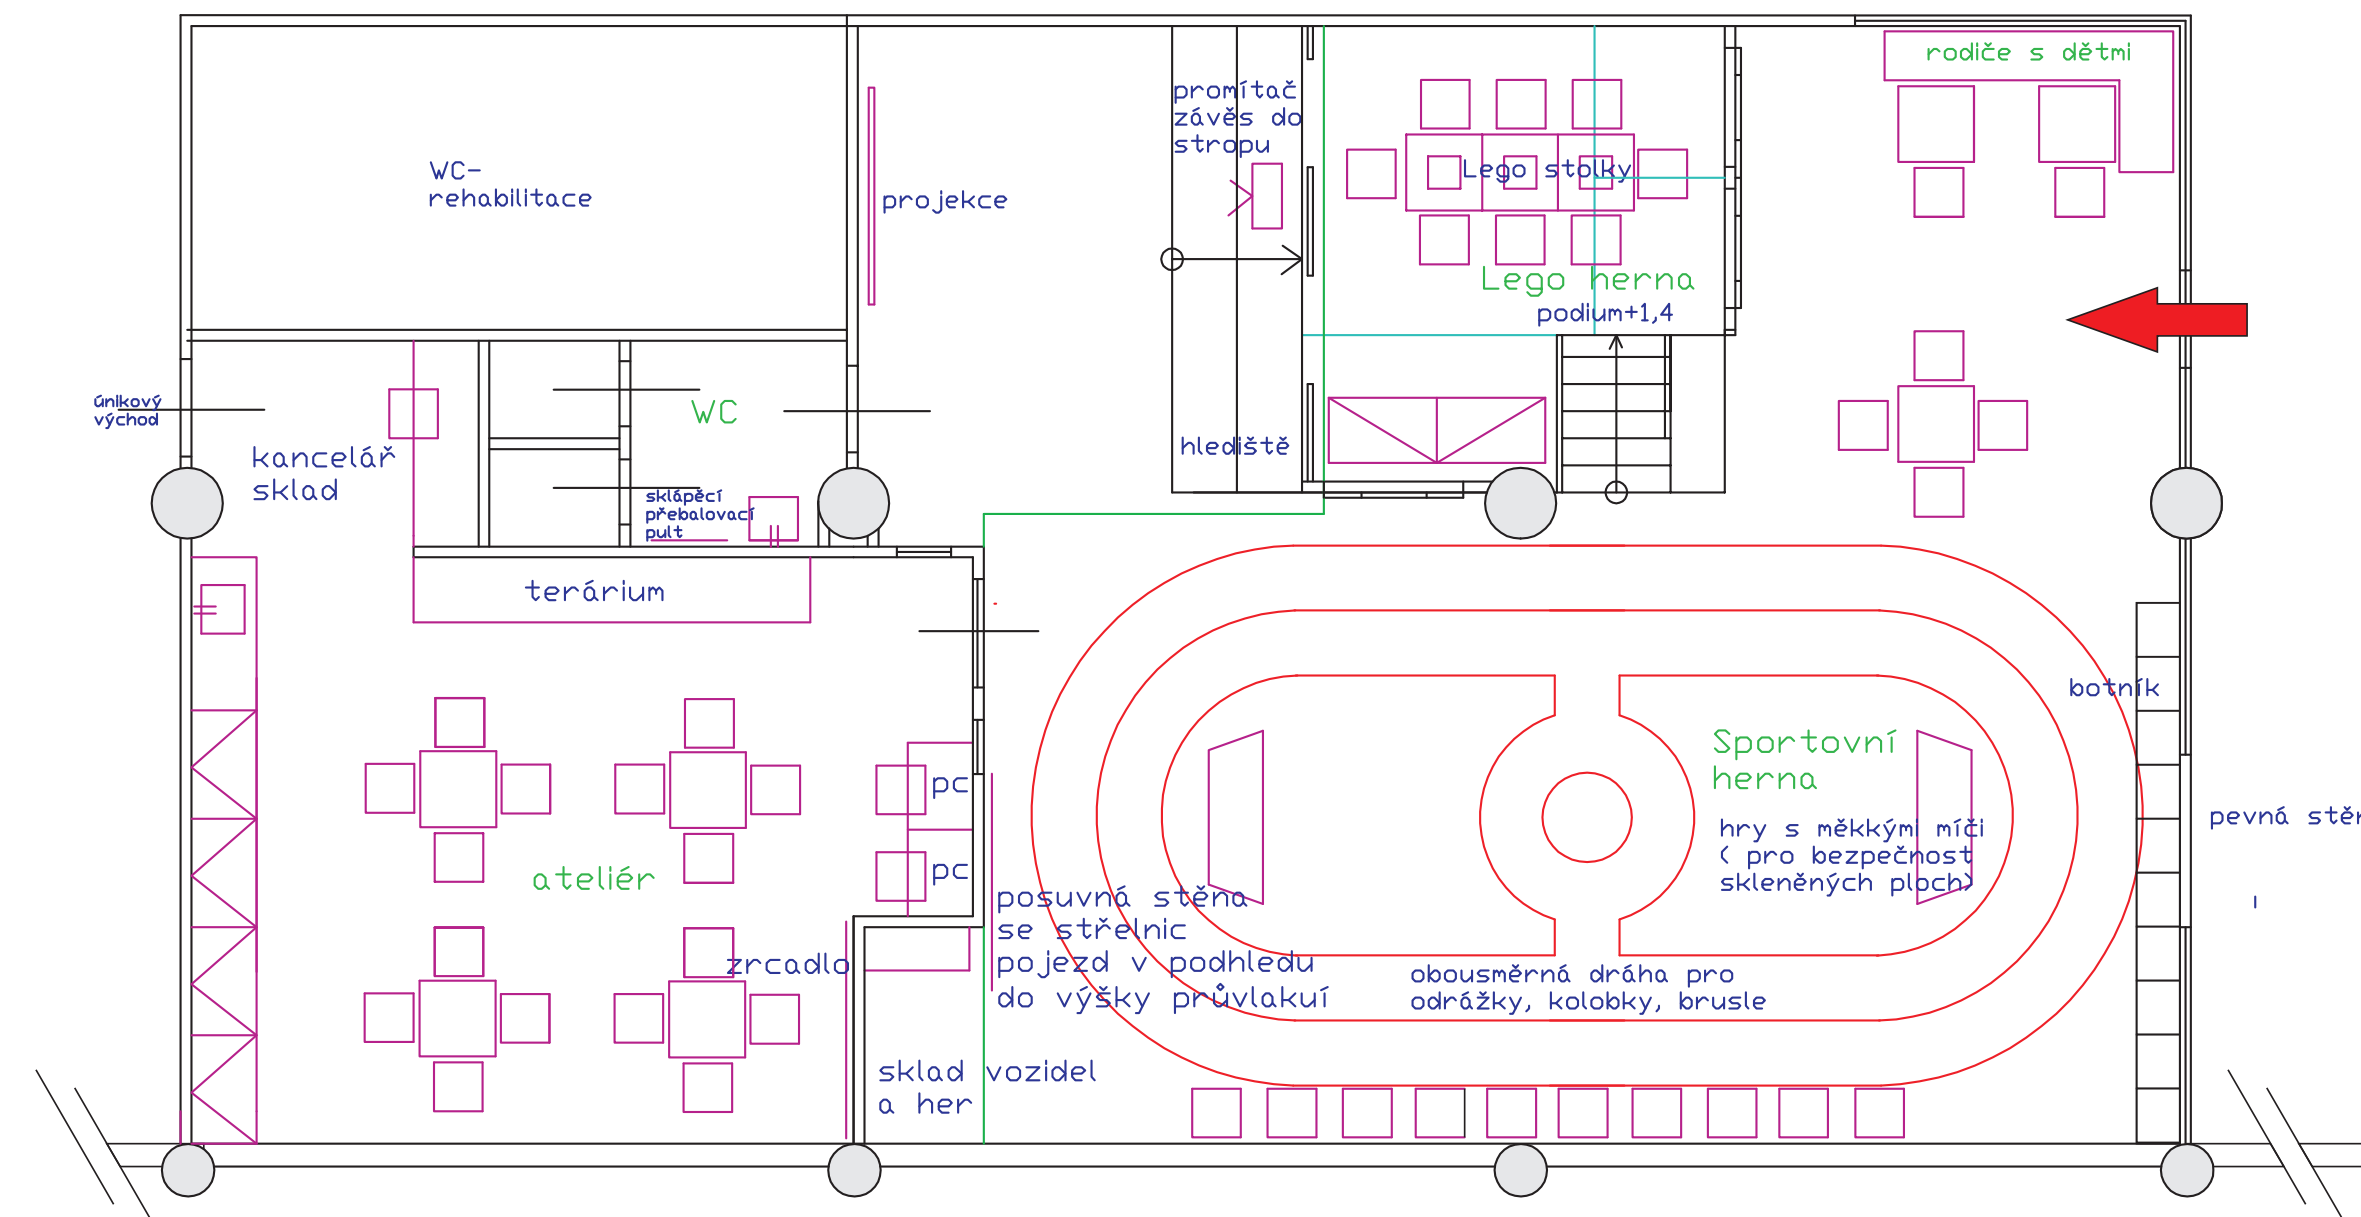 rodiče s dětmi
promítač
závěs do
stropu
WC-
rehabilitace
projekce
Lego stolky
Lego herna
podium+1,4
únikový
východ
WC
kancelář
sklad
hlediště
sklápěcí
přebalovací
pult
terárium
botník
Sportovní
herna
pc
hry s měkkými míči
( pro bezpečnost
skleněných ploch)
pevná
pc
ateliér
posuvná stěna
se střelnic
pojezd v podhledu
do výšky průvlakuí
zrcadlo
obousměrná dráha pro
odrážky, kolobky, brusle
sklad vozidel
a her